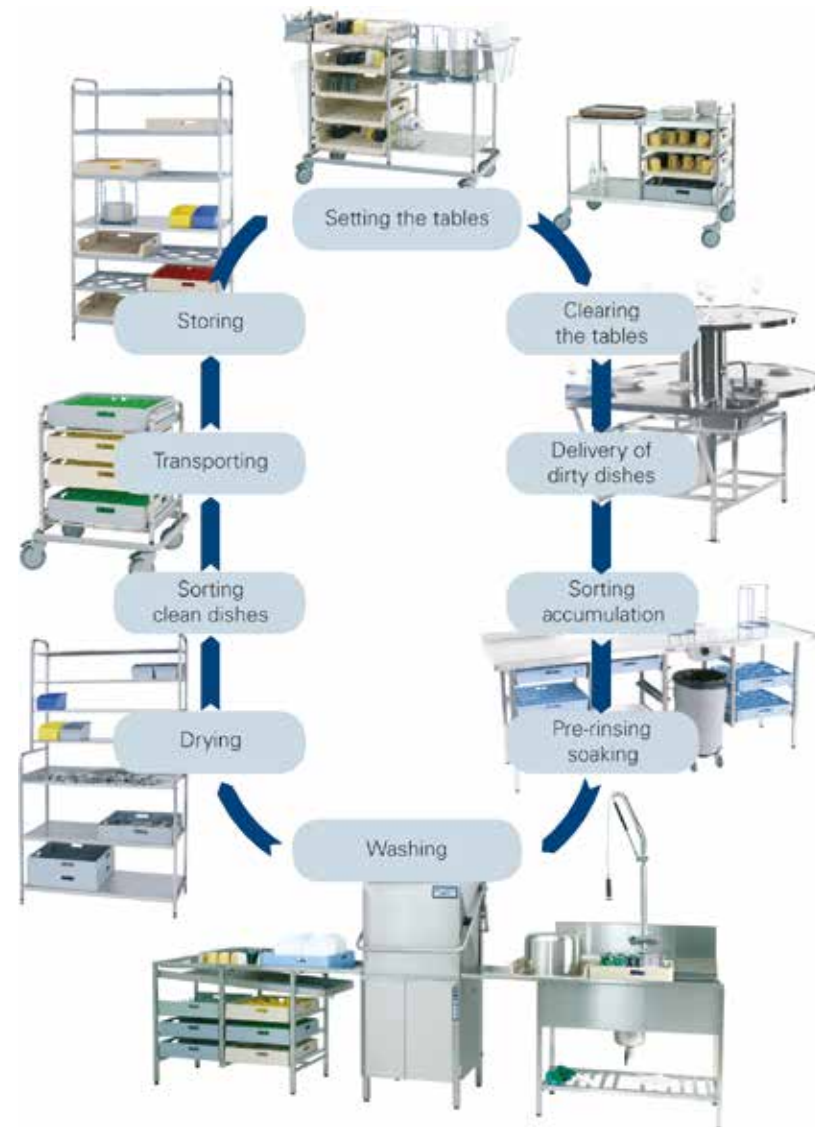 Setting the tables
Clearing
the tables
Delivery of
dirty dishes
Sorting
accumulation
Pre-rinsing
soaking
Washing
Drying
Sorting
clean dishes
Transporting
Storing